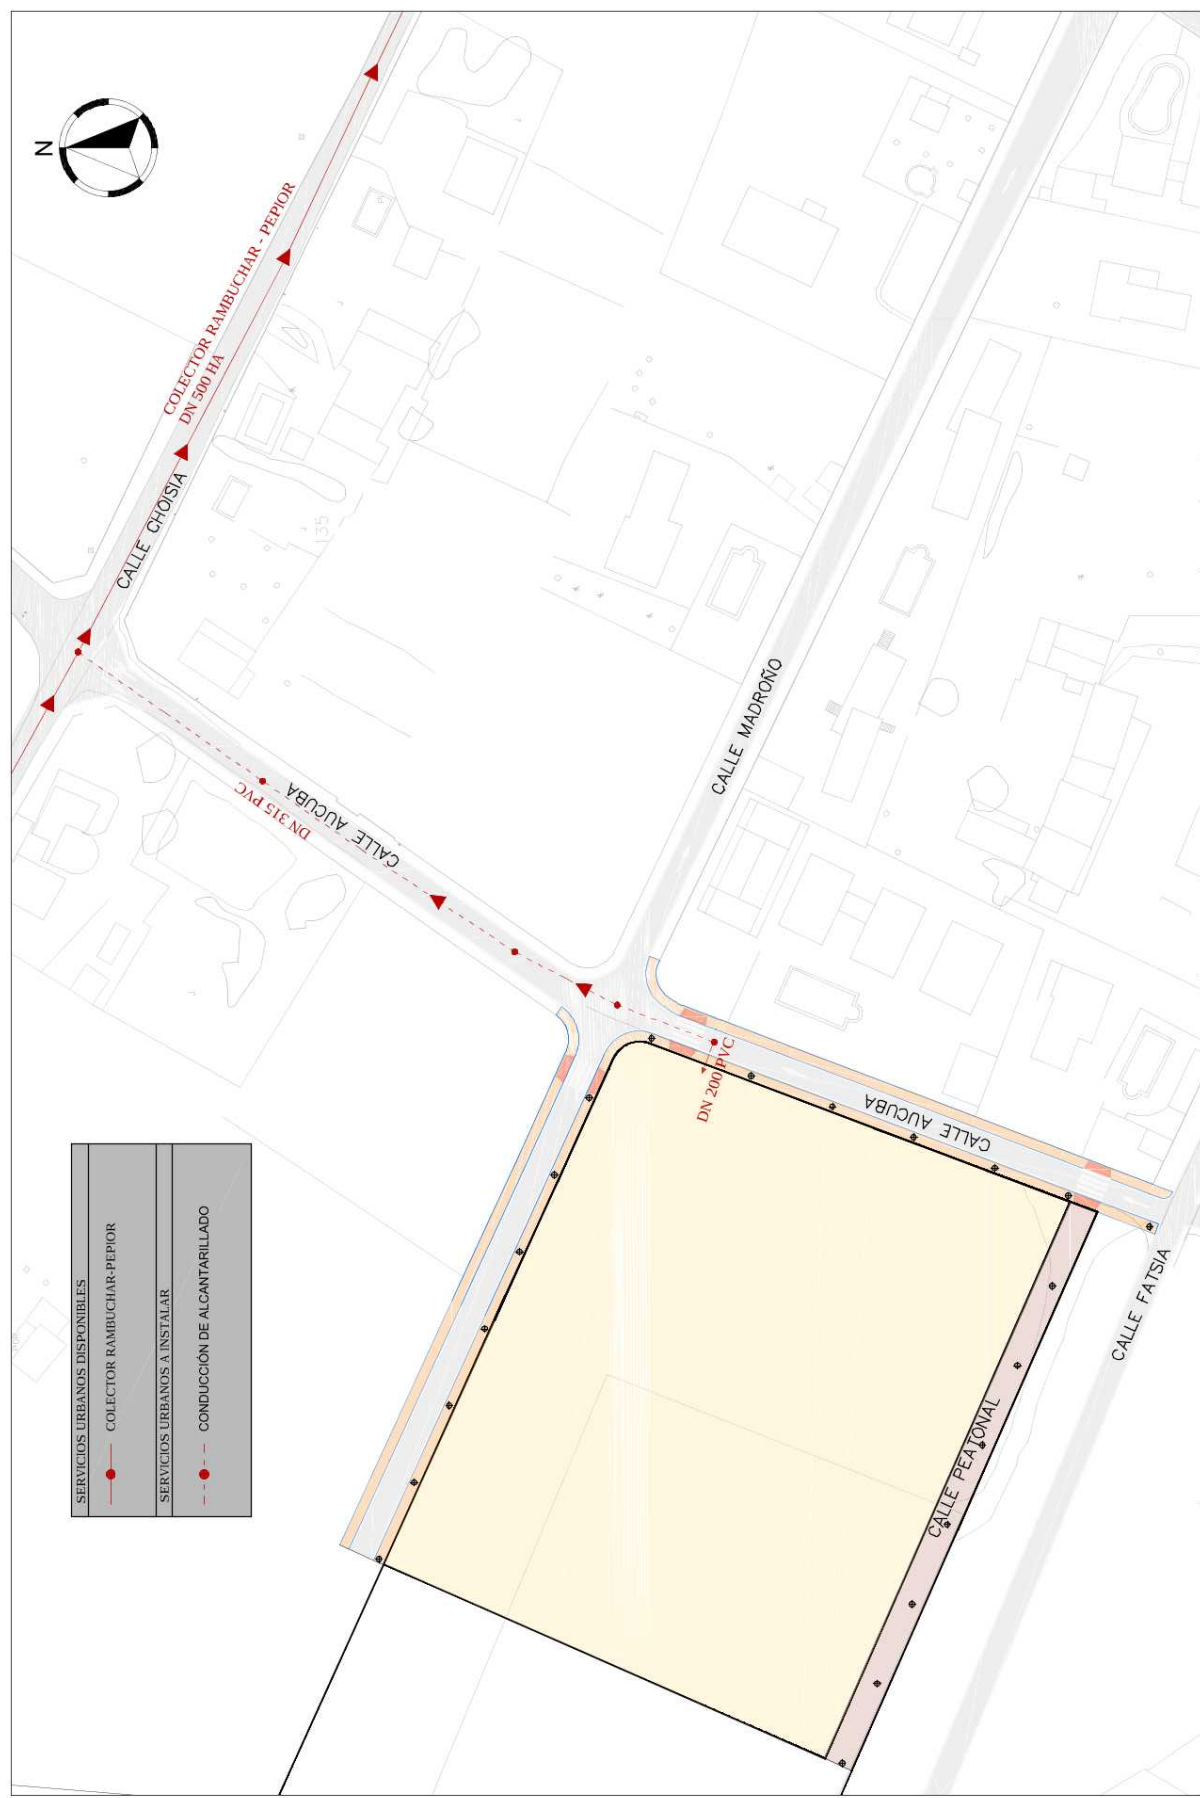 N
COLECTOR RAMBUCHAR - PEPIOR
DN 500 HA
CALLE CHOISIA
135
DN 315 PVC
CALLE AUCUBA
CALLE MADROÑO
DN 200 PVC
CALLE AUCUBA
CALLE FATSIA
CALLE PEATONAL
SERVICIOS URBANOS DISPONIBLES
COLECTOR RAMBUCHAR-PEPIOR
SERVICIOS URBANOS A INSTALAR
CONDUCCIÓN DE ALCANTARILLADO